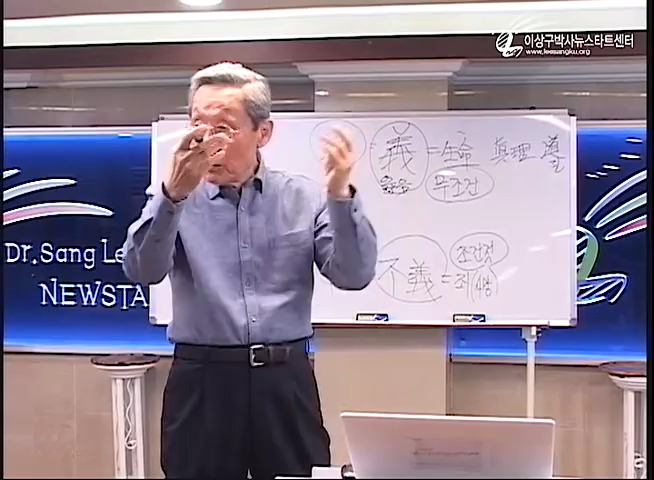 이상구박사뉴스타트센터
www.leesangku.org
義 = 生命 眞理
무조건
조건적
不義 = 죄
Dr.Sang Le
NEWSTA